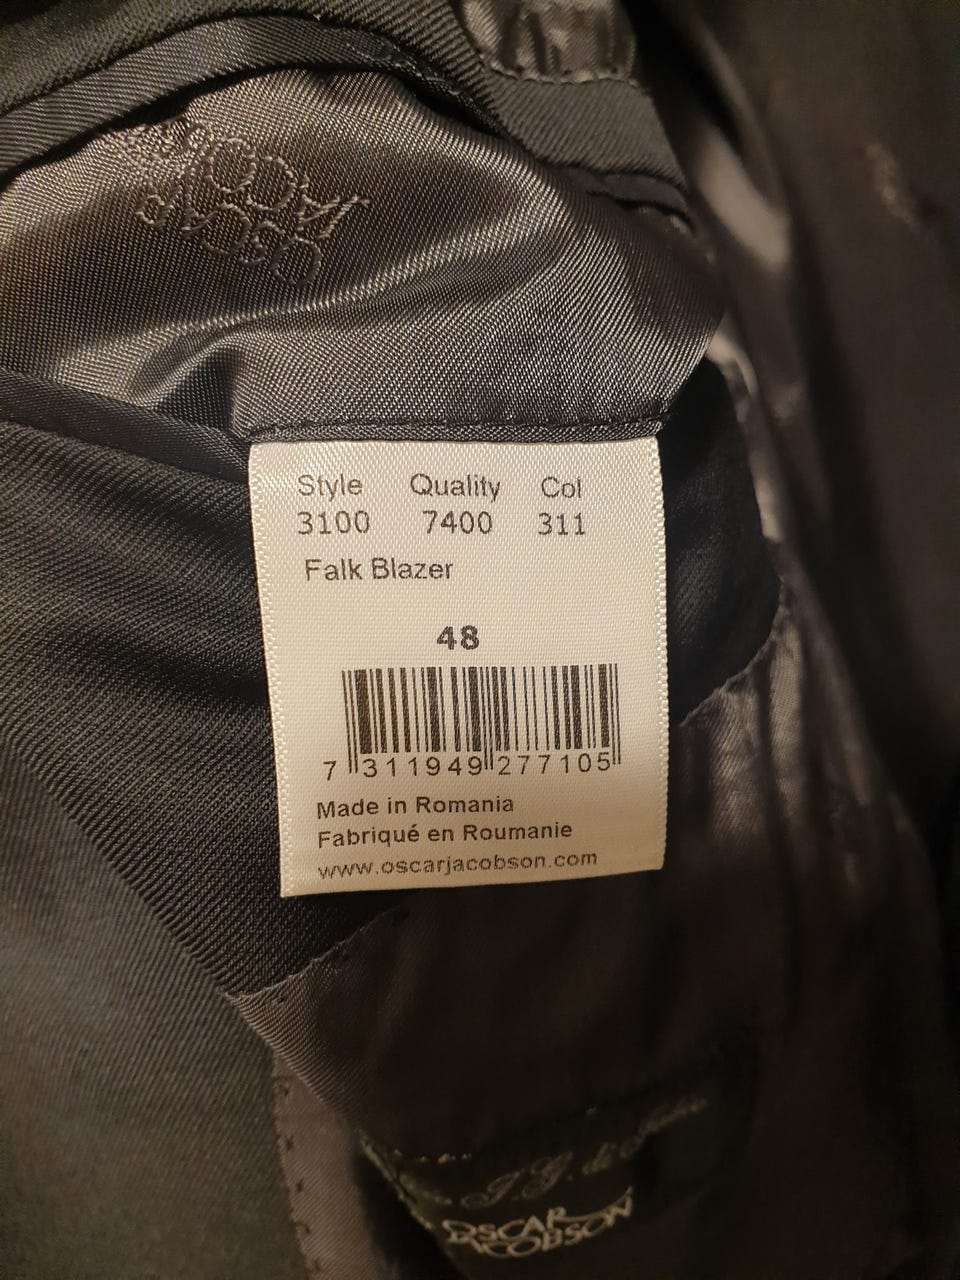 OSCAR
JACOBSON
Style Quality Col
3100 7400 311
Falk Blazer
48
7 311949 277105
Made in Romania
Fabriqué en Roumanie
www.oscarjacobson.com
OSCAR
JACOBSON